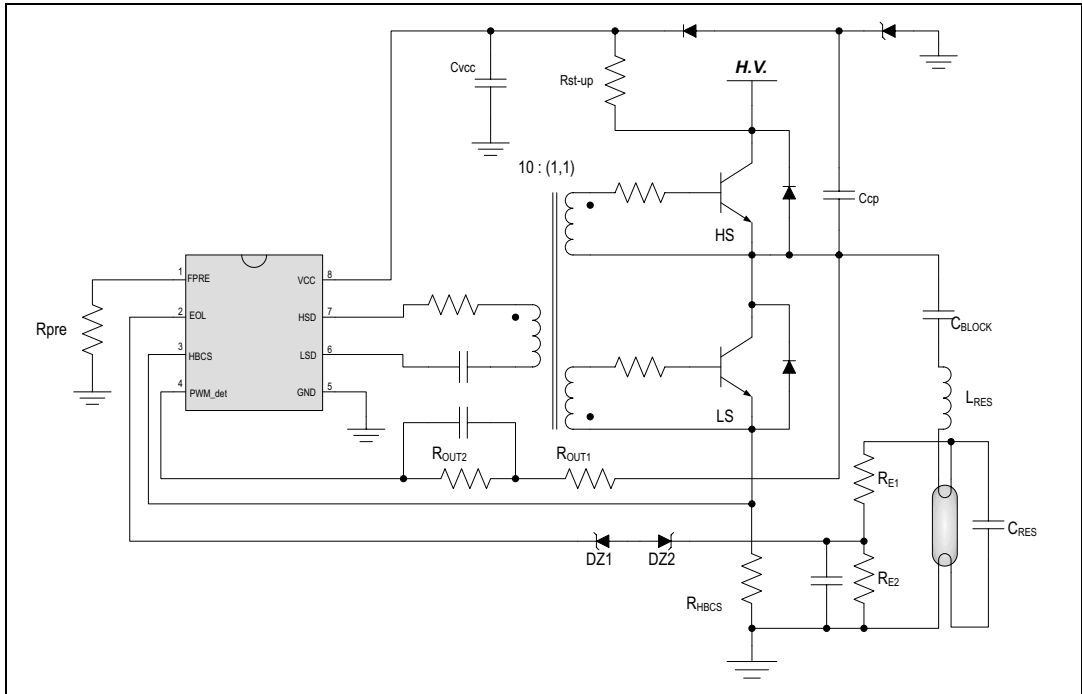 Cvcc
Rst-up
H.V.
10 : (1,1)
Ccp
HS
1 FPRE
VCC 8
2 EOL
HSD 7
Rpre
3 HBCS
LSD 6
4 PWM_det
GND 5
CBLOCK
LRES
LS
ROUT2
ROUT1
RE1
CRES
DZ1
DZ2
RE2
RHBCS